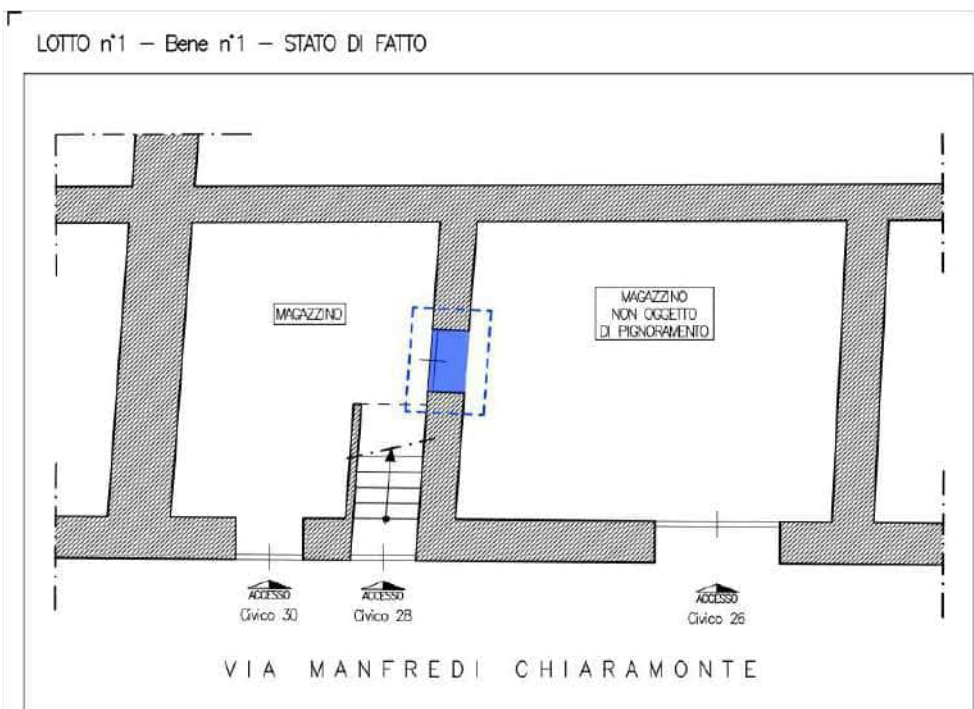 LOTTO n°1 – Bene n°1 – STATO DI FATTO
MAGAZZINO
MAGAZZINO
NON OGGETTO
DI PIGNORAMENTO
ACCESSO
Civico 30
ACCESSO
Civico 28
ACCESSO
Civico 26
VIA MANFREDI CHIARAMONTE